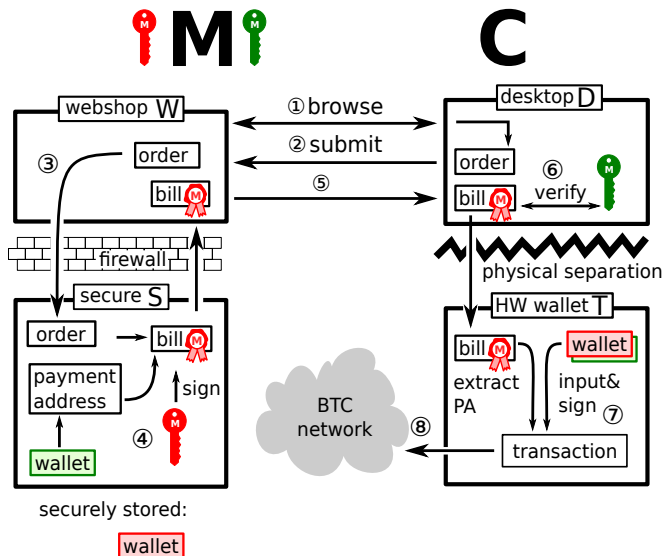 M M M C
webshop W
desktop D
① browse
② submit
③
order
bill M
⑤
order
bill M
⑥
verify
M
firewall
physical separation
secure S
HW wallet T
order
bill M
payment
address
sign
④
M
wallet
bill M
wallet
extract
PA
input&
sign ⑦
BTC
network
⑧
transaction
securely stored:
wallet